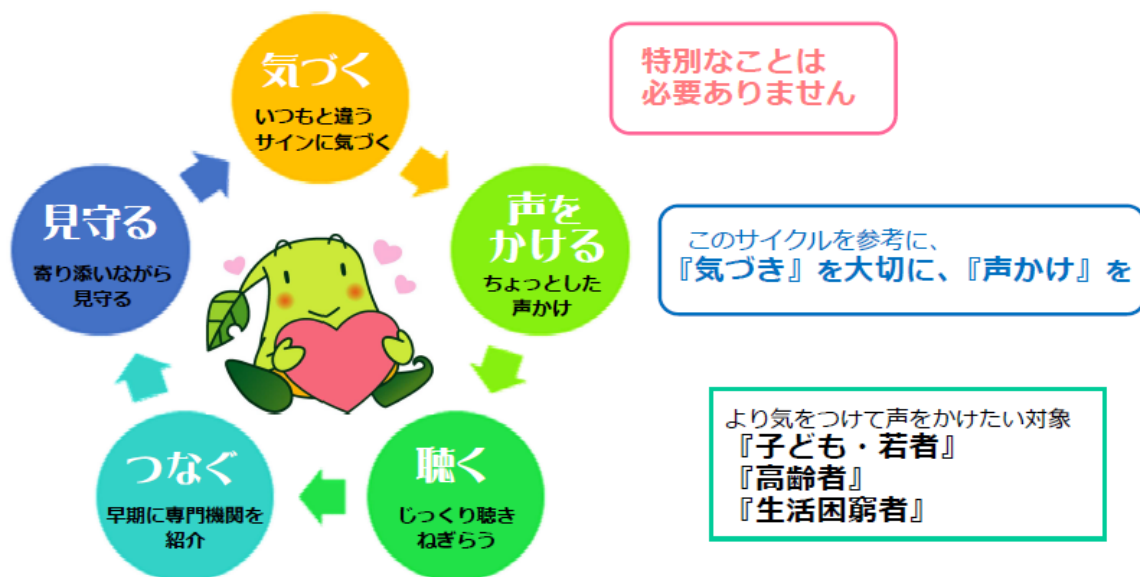 気づく
いつもと違う
サインに気づく
特別なことは
必要ありません
声を
かける
ちょっとした
声かけ
このサイクルを参考に、
『気づき』を大切に、『声かけ』を
聴く
じっくり聴き
ねぎらう
つなぐ
早期に専門機関を
紹介
見守る
寄り添いながら
見守る
より気をつけて声をかけたい対象
『子ども・若者』
『高齢者』
『生活困窮者』